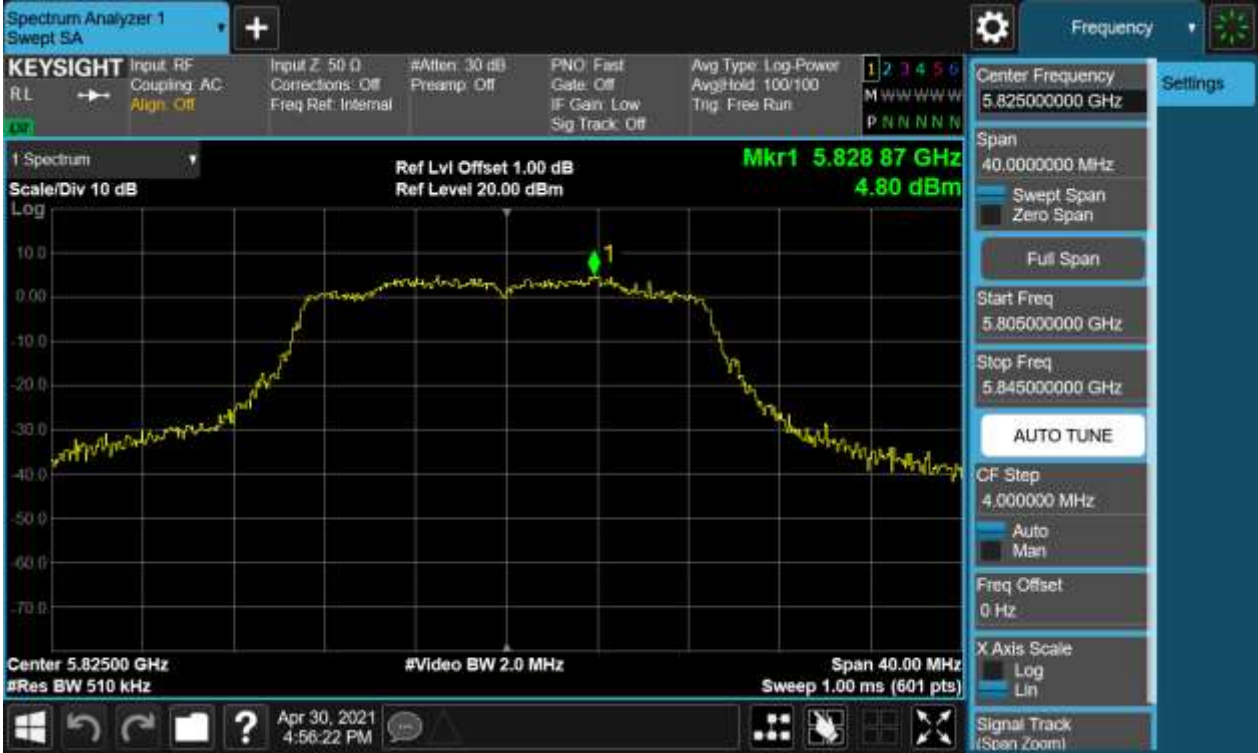 Spectrum Analyzer 1
Swept SA
Frequency
KEYSIGHT
RL
Input: RF
Coupling: AC
Align: Off
Input Z: 50 Ω
Corrections: Off
Freq Ref: Internal
#Atten: 30 dB
Preamp: Off
PNO: Fast
Gate: Off
IF Gain: Low
Sig Track: Off
Avg Type: Log-Power
Avg|Hold: 100/100
Trig: Free Run
1 2 3 4 5 6
M W W W W W
P N N N N N
1 Spectrum
Scale/Div 10 dB
Log
Ref Lvl Offset 1.00 dB
Ref Level 20.00 dBm
Mkr1 5.828 87 GHz
4.80 dBm
1
10.0
0.00
-10.0
-20.0
-30.0
-40.0
-50.0
-60.0
-70.0
Center 5.82500 GHz
#Res BW 510 kHz
#Video BW 2.0 MHz
Span 40.00 MHz
Sweep 1.00 ms (601 pts)
Apr 30, 2021
4:56:22 PM
Settings
Center Frequency
5.825000000 GHz
Span
40.0000000 MHz
Swept Span
Zero Span
Full Span
Start Freq
5.805000000 GHz
Stop Freq
5.845000000 GHz
AUTO TUNE
CF Step
4.000000 MHz
Auto
Man
Freq Offset
0 Hz
X Axis Scale
Log
Lin
Signal Track
(Span Zoom)